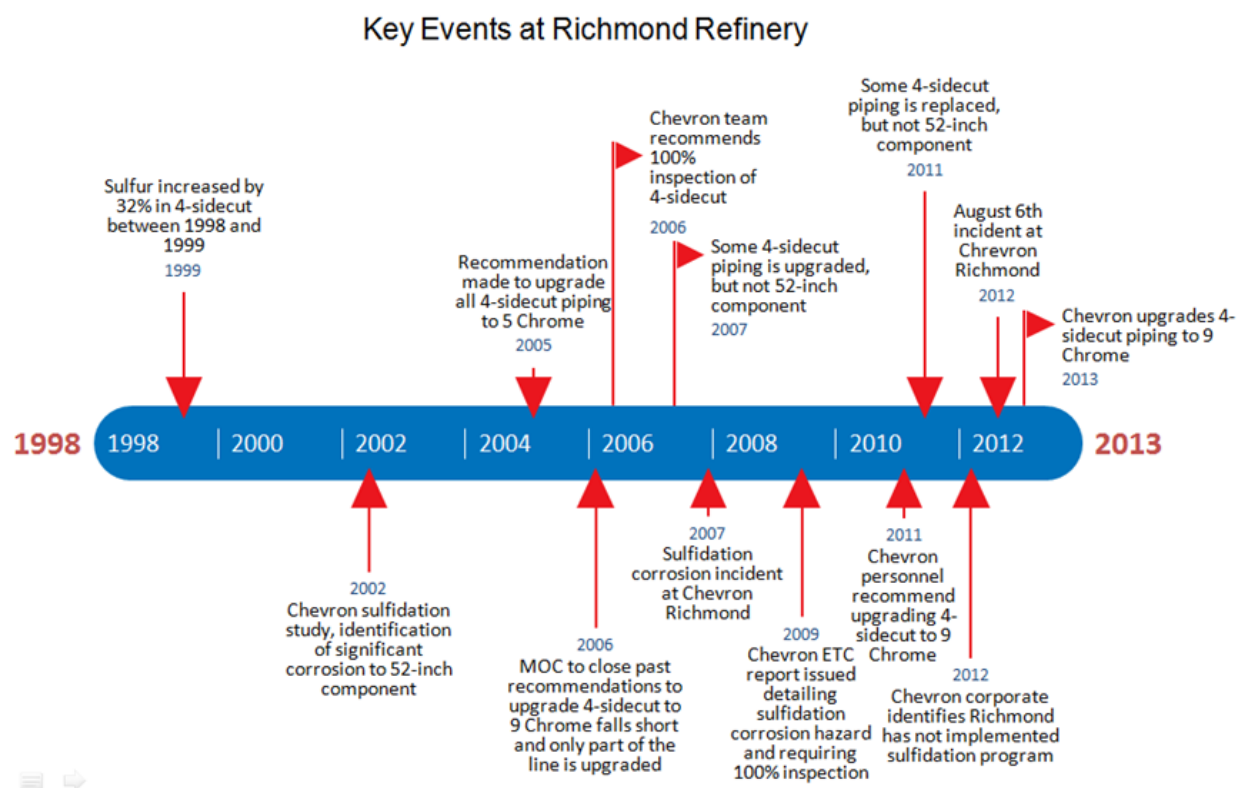 Key Events at Richmond Refinery
Sulfur increased by
32% in 4-sidecut
between 1998 and
1999
1999
Recommendation
made to upgrade
all 4-sidecut piping
to 5 Chrome
2005
Chevron team
recommends
100%
inspection of
4-sidecut
2006
Some 4-sidecut
piping is upgraded,
but not 52-inch
component
2007
Some 4-sidecut
piping is replaced,
but not 52-inch
component
2011
August 6th
incident at
Chrevron
Richmond
2012
Chevron upgrades 4-
sidecut piping to 9
Chrome
2013
1998
1998
2000
2002
2004
2006
2008
2010
2012
2013
2002
Chevron sulfidation
study, identification
of significant
corrosion to 52-inch
component
2006
MOC to close past
recommendations to
upgrade 4-sidecut to
9 Chrome falls short
and only part of the
line is upgraded
2007
Sulfidation
corrosion incident
at Chevron
Richmond
2009
Chevron ETC
report issued
detailing
sulfidation
corrosion hazard
and requiring
100% inspection
2011
Chevron
personnel
recommend
upgrading 4-
sidecut to 9
Chrome
2012
Chevron corporate
identifies Richmond
has not implemented
sulfidation program